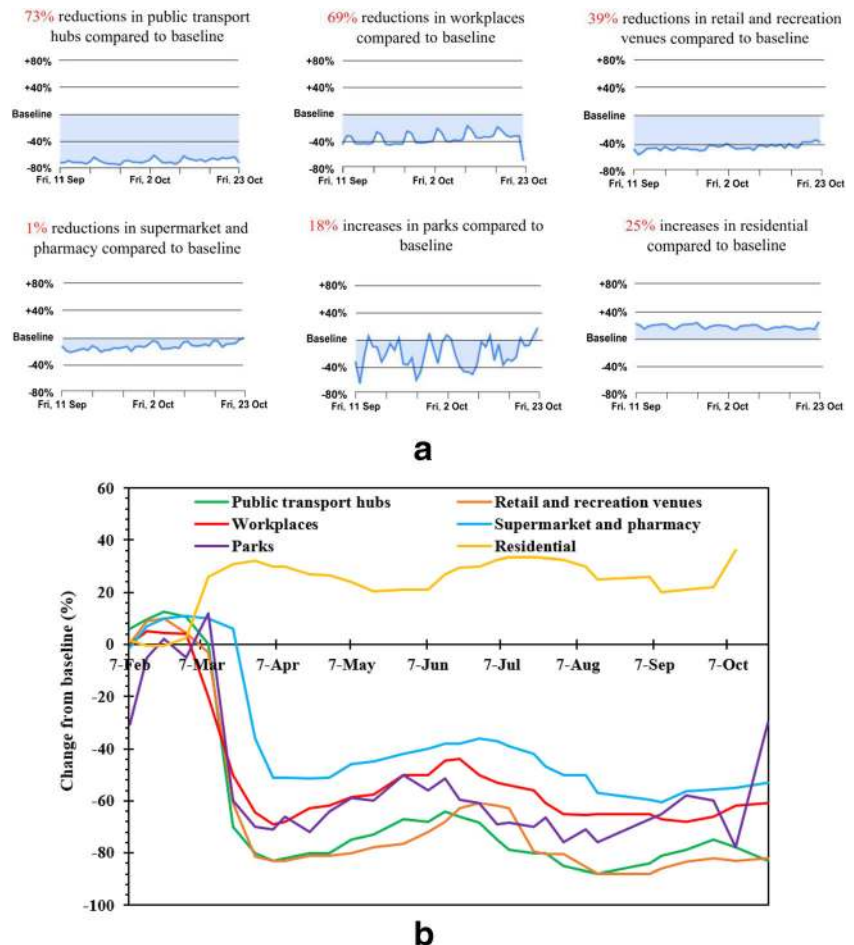 73% reductions in public transport
hubs compared to baseline
+80%
+40%
Baseline
-40%
-80%
Fri, 11 Sep
Fri, 2 Oct
Fri, 23 Oct
69% reductions in workplaces
compared to baseline
+80%
+40%
Baseline
-40%
-80%
Fri, 11 Sep
Fri, 2 Oct
Fri, 23 Oct
39% reductions in retail and recreation
venues compared to baseline
+80%
+40%
Baseline
-40%
-80%
Fri, 11 Sep
Fri, 2 Oct
Fri, 23 Oct
1% reductions in supermarket and
pharmacy compared to baseline
+80%
+40%
Baseline
-40%
-80%
Fri, 11 Sep
Fri, 2 Oct
Fri, 23 Oct
18% increases in parks compared to
baseline
+80%
+40%
Baseline
-40%
-80%
Fri, 11 Sep
Fri, 2 Oct
Fri, 23 Oct
25% increases in residential
compared to baseline
+80%
+40%
Baseline
-40%
-80%
Fri, 11 Sep
Fri, 2 Oct
Fri, 23 Oct
a
Change from baseline (%)
60
40
20
0
-20
-40
-60
-80
-100
Public transport hubs
Retail and recreation venues
Workplaces
Supermarket and pharmacy
Parks
Residential
7-Feb
7-Mar
7-Apr
7-May
7-Jun
7-Jul
7-Aug
7-Sep
7-Oct
b